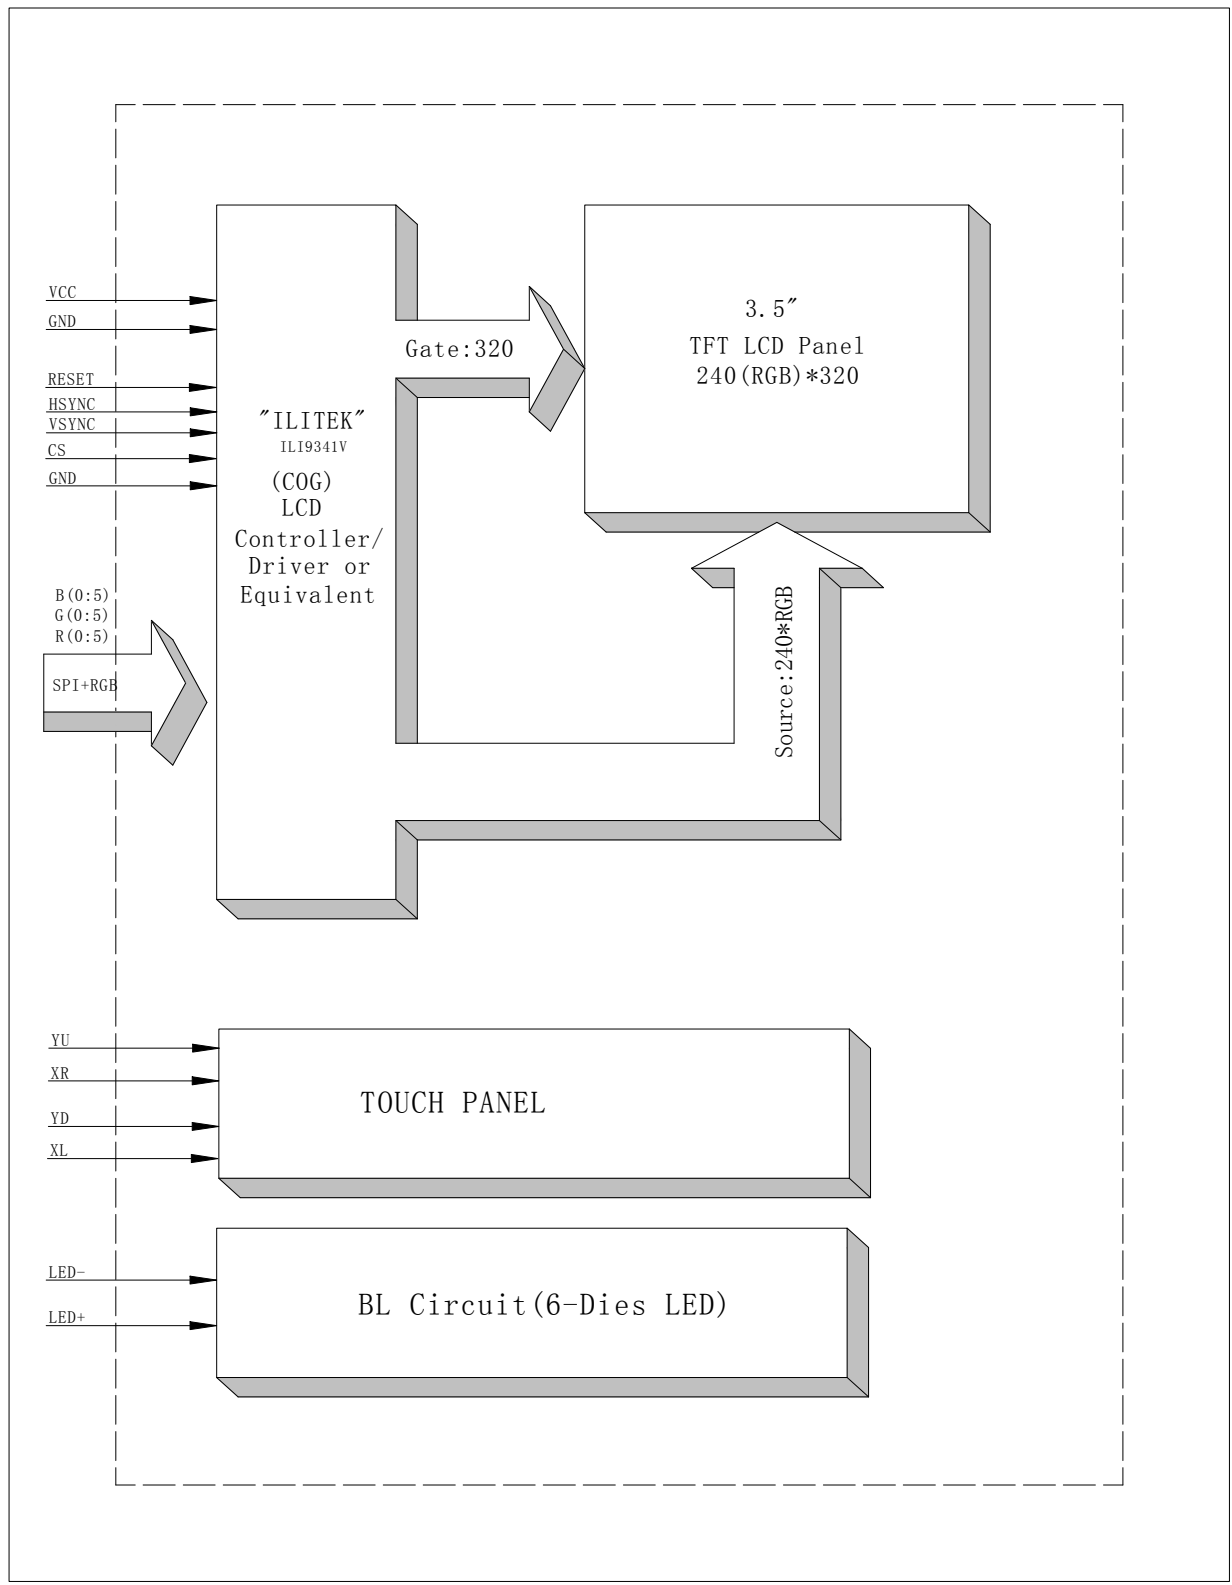 VCC
GND
RESET
HSYNC
VSYNC
CS
GND
B(0:5)
G(0:5)
R(0:5)
SPI+RGB
"ILITEK"
ILI9341V
(COG)
LCD
Controller/
Driver or
Equivalent
Gate:320
3.5"
TFT LCD Panel
240(RGB)*320
Source:240*RGB
YU
XR
YD
XL
TOUCH PANEL
LED-
LED+
BL Circuit(6-Dies LED)